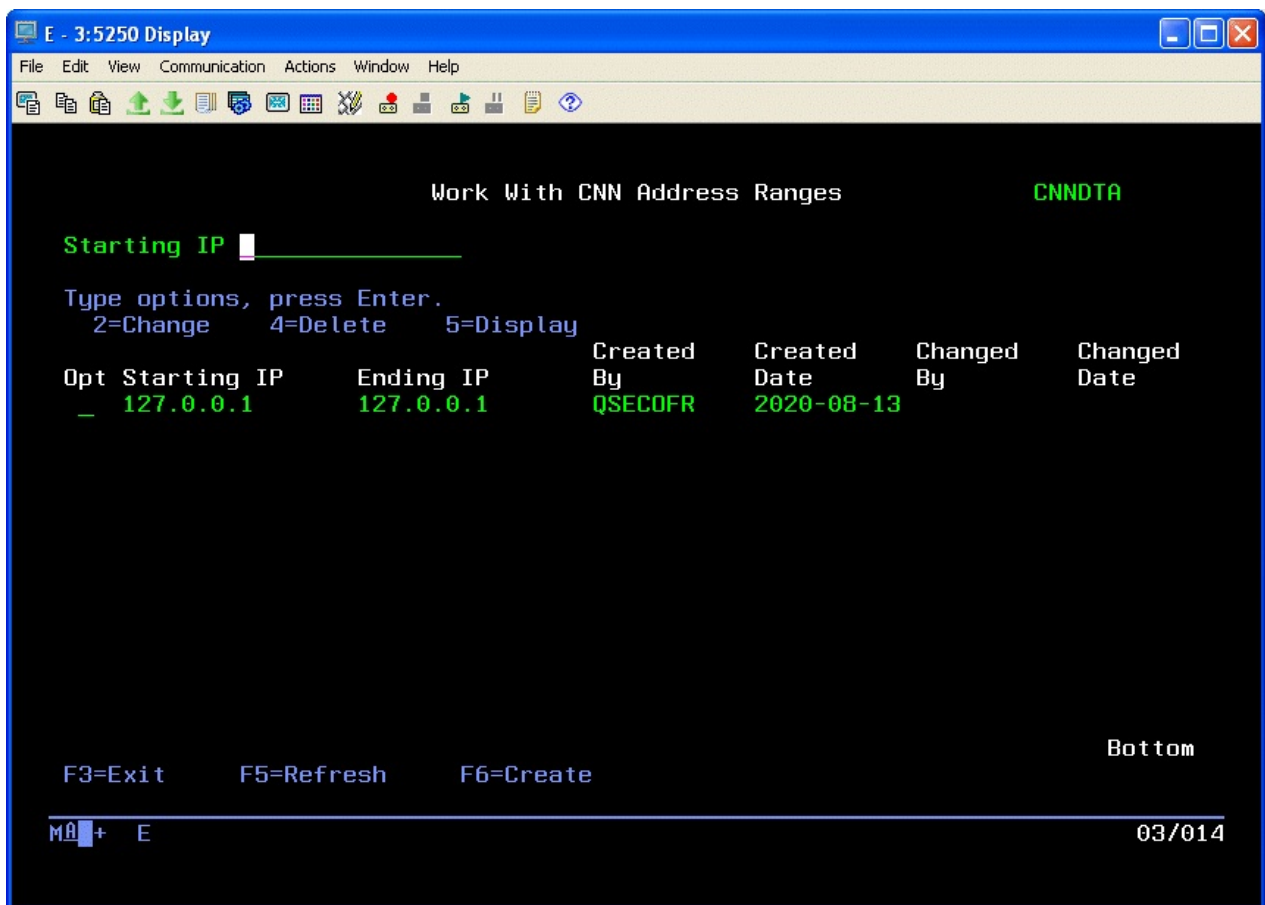 E - 3:5250 Display
File Edit View Communication Actions Window Help
Work With CNN Address Ranges CNNDTA
Starting IP
Type options, press Enter.
2=Change 4=Delete 5=Display
Created Created Changed Changed
Opt Starting IP Ending IP By Date By Date
_ 127.0.0.1 127.0.0.1 QSECOFR 2020-08-13
Bottom
F3=Exit F5=Refresh F6=Create
MA + E 03/014